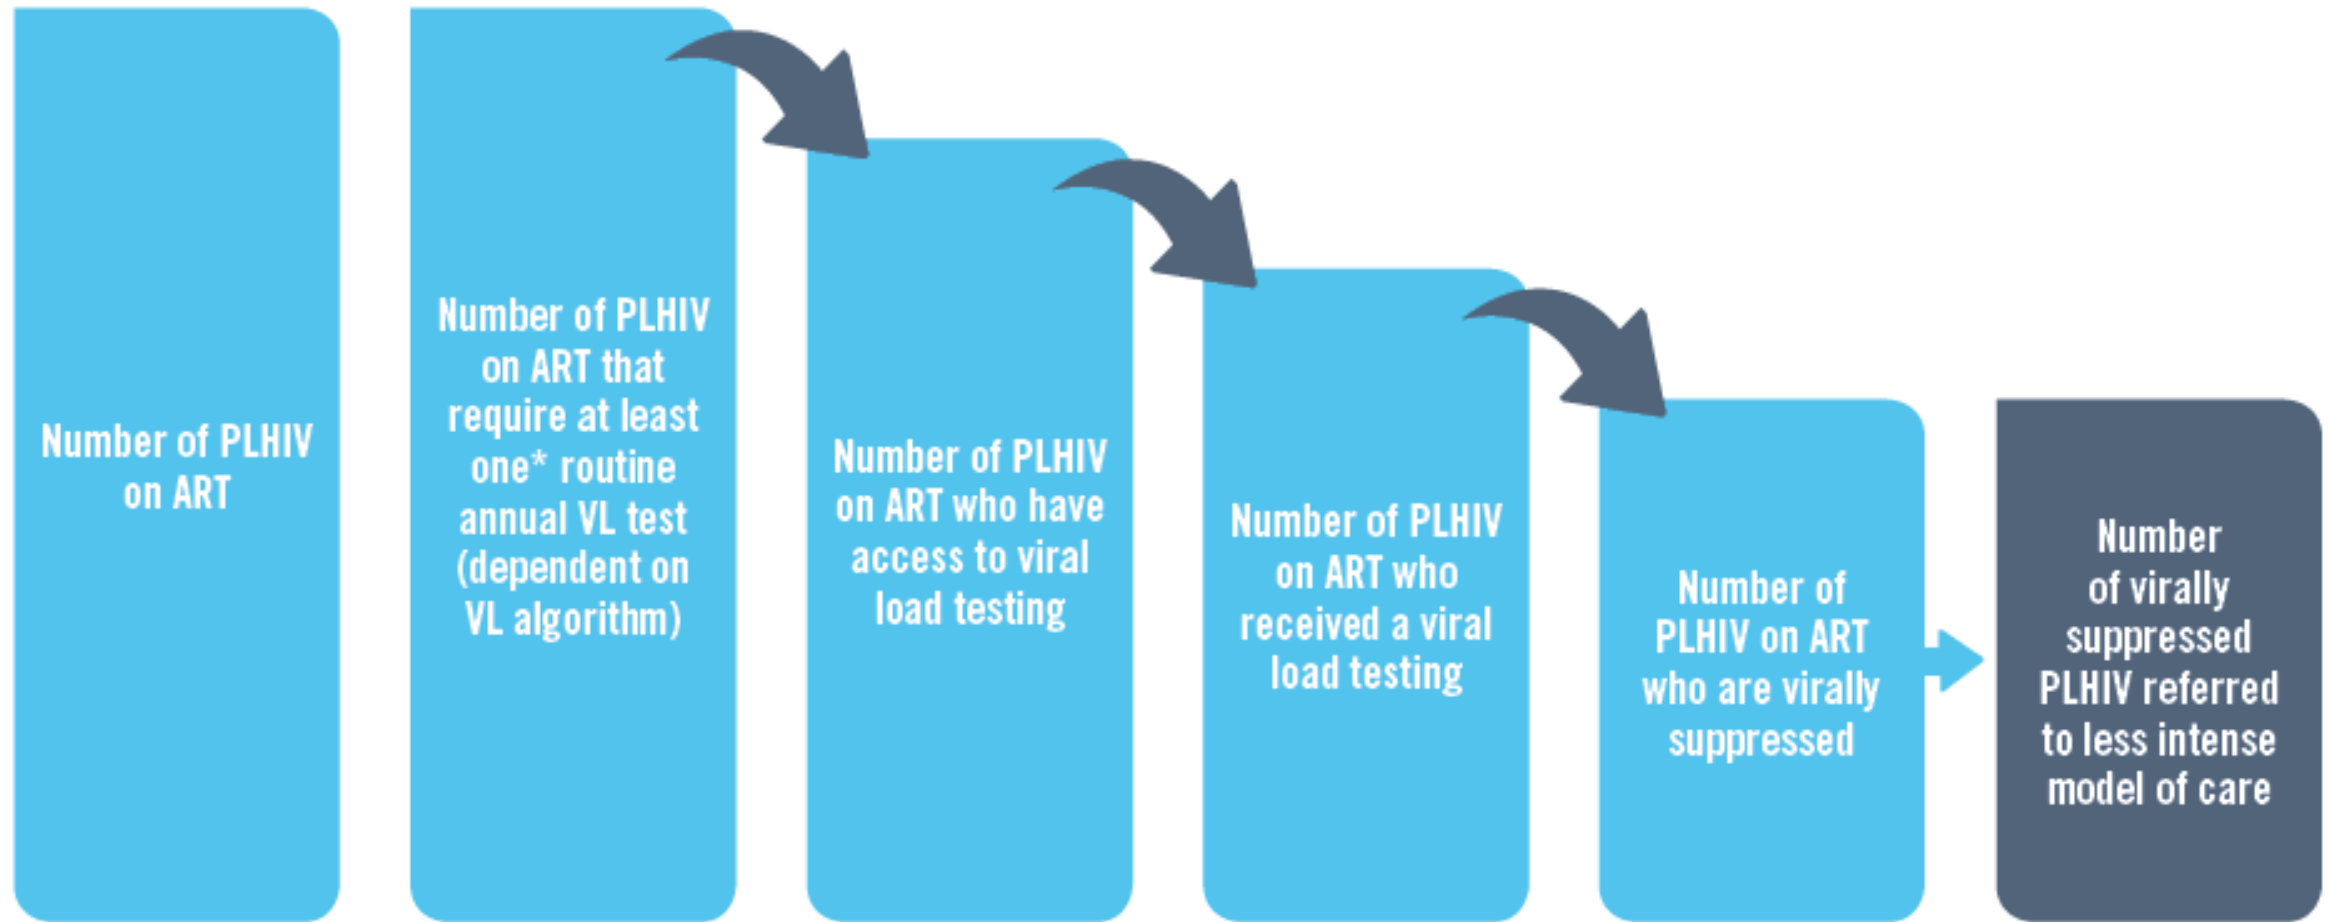 Number of PLHIV
on ART
Number of PLHIV
on ART that
require at least
one* routine
annual VL test
(dependent on
VL algorithm)
Number of PLHIV
on ART who have
access to viral
load testing
Number of PLHIV
on ART who
received a viral
load testing
Number of
PLHIV on ART
who are virally
suppressed
Number
of virally
suppressed
PLHIV referred
to less intense
model of care